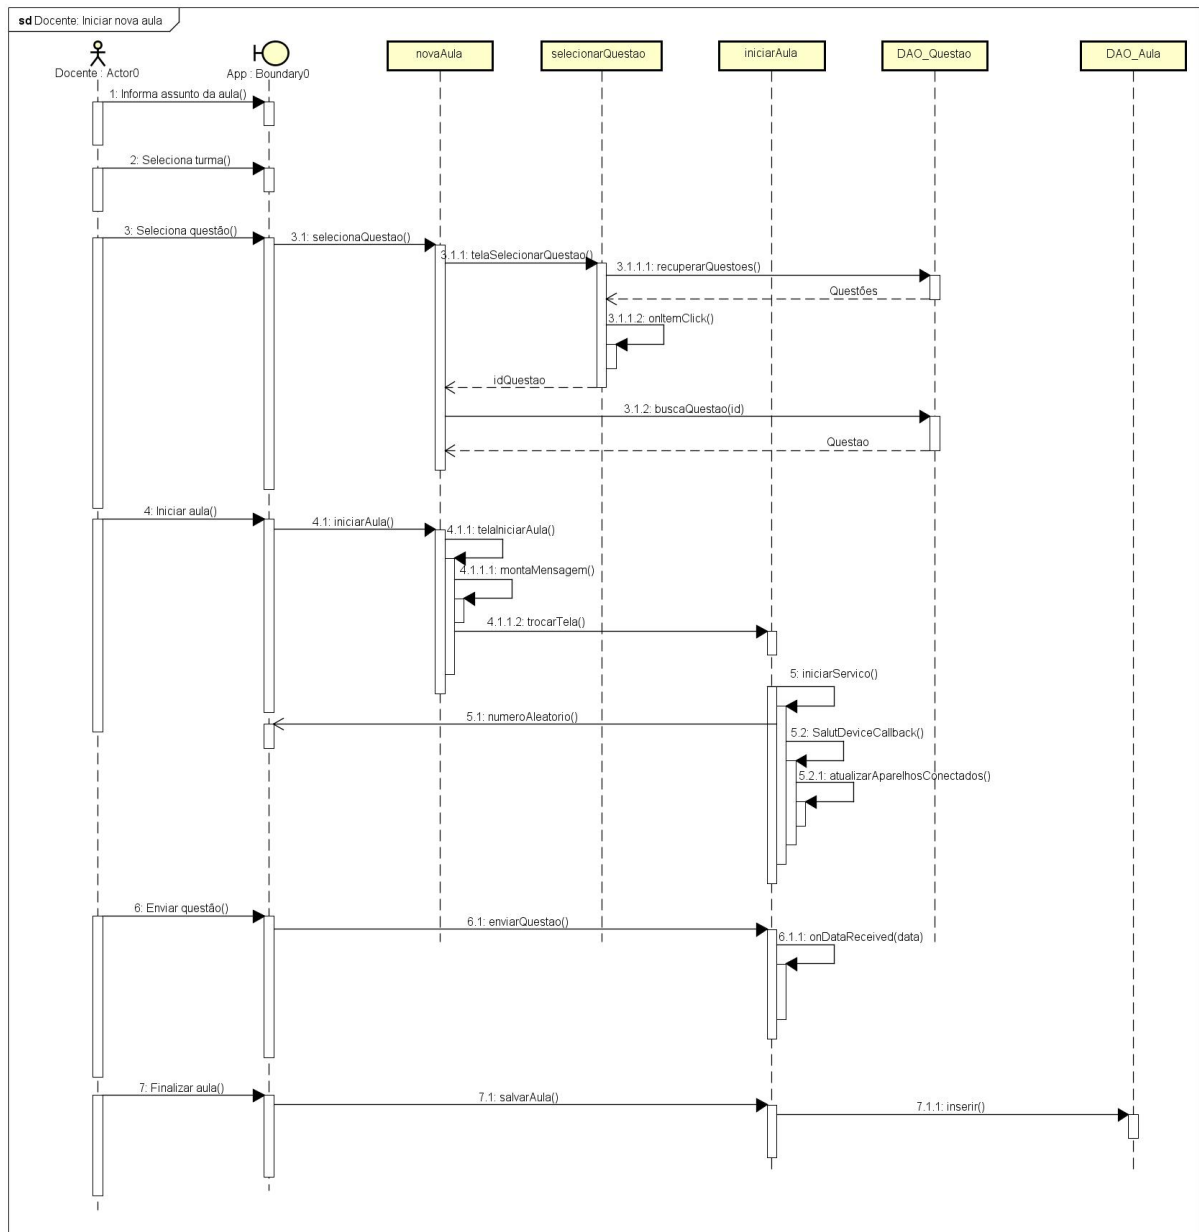 sd Docente: Iniciar nova aula
Docente : Actor0
App : Boundary0
novaAula
selecionarQuestao
iniciarAula
DAO_Questao
DAO_Aula
1: Informa assunto da aula()
2: Seleciona turma()
3: Seleciona questão()
3.1: selecionaQuestao()
3.1.1: telaSelecionarQuestao()
3.1.1.1: recuperarQuestoes()
Questões
3.1.1.2: onItemClick()
idQuestao
3.1.2: buscaQuestao(id)
Questao
4: Iniciar aula()
4.1: iniciarAula()
4.1.1: telaIniciarAula()
4.1.1.1: montaMensagem()
4.1.1.2: trocarTela()
5: iniciarServico()
5.1: numeroAleatorio()
5.2: SalutDeviceCallback()
5.2.1: atualizarAparelhosConectados()
6: Enviar questão()
6.1: enviarQuestao()
6.1.1: onDataReceived(data)
7: Finalizar aula()
7.1: salvarAula()
7.1.1: inserir()